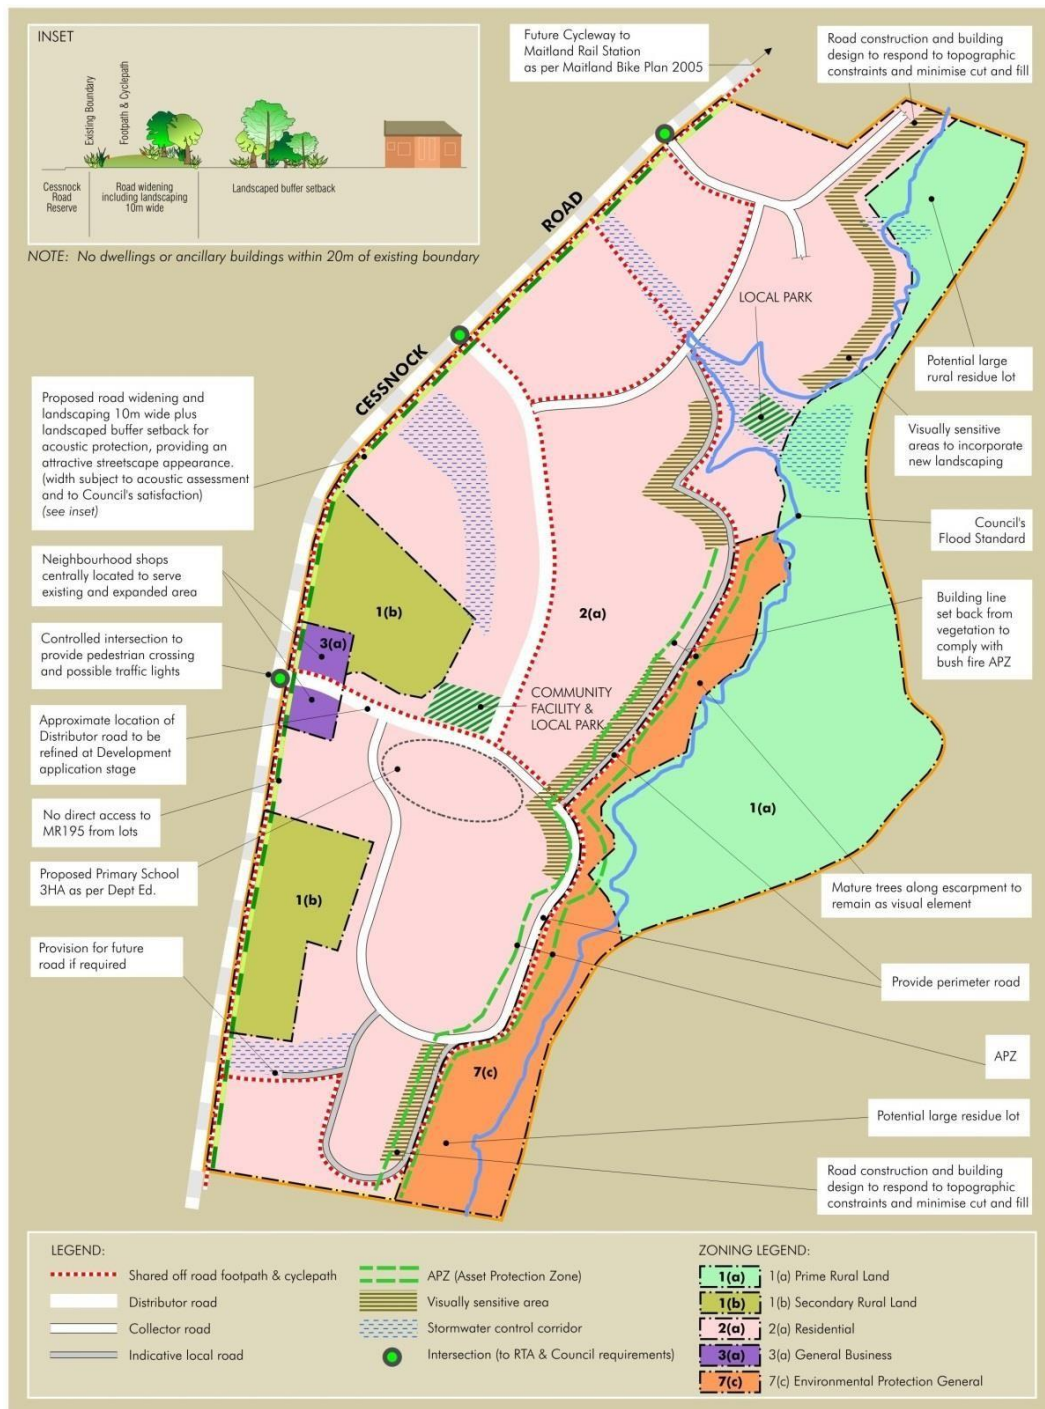 INSET
Existing Boundary
Footpath & Cyclepath
Cessnock
Road
Reserve
Road widening
including landscaping
10m wide
Landscaped buffer setback
NOTE: No dwellings or ancillary buildings within 20m of existing boundary
Future Cycleway to
Maitland Rail Station
as per Maitland Bike Plan 2005
Road construction and building
design to respond to topographic
constraints and minimise cut and fill
ROAD
CESSNOCK
LOCAL PARK
Potential large
rural residue lot
Visually sensitive
areas to incorporate
new landscaping
Council's
Flood Standard
Proposed road widening and
landscaping 10m wide plus
landscaped buffer setback for
acoustic protection, providing an
attractive streetscape appearance.
(width subject to acoustic assessment
and to Council's satisfaction)
(see inset)
Neighbourhood shops
centrally located to serve
existing and expanded area
Controlled intersection to
provide pedestrian crossing
and possible traffic lights
Approximate location of
Distributor road to be
refined at Development
application stage
No direct access to
MR195 from lots
Proposed Primary School
3HA as per Dept Ed.
Provision for future
road if required
1(b)
3(a)
2(a)
COMMUNITY
FACILITY &
LOCAL PARK
1(b)
1(a)
7(c)
Building line
set back from
vegetation to
comply with
bush fire APZ
Mature trees along escarpment to
remain as visual element
Provide perimeter road
APZ
Potential large residue lot
Road construction and building
design to respond to topographic
constraints and minimise cut and fill
LEGEND:
Shared off road footpath & cyclepath
Distributor road
Collector road
Indicative local road
APZ (Asset Protection Zone)
Visually sensitive area
Stormwater control corridor
Intersection (to RTA & Council requirements)
ZONING LEGEND:
1(a) 1(a) Prime Rural Land
1(b) 1(b) Secondary Rural Land
2(a) 2(a) Residential
3(a) 3(a) General Business
7(c) 7(c) Environmental Protection General